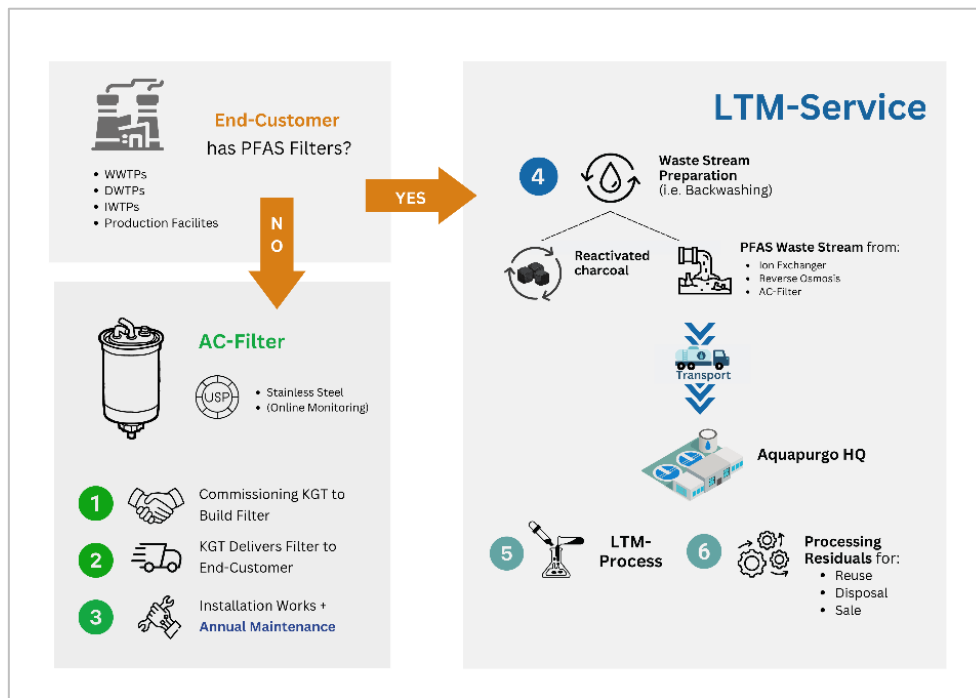 End-Customer
has PFAS Filters?
• WWTPs
• DWTPs
• IWTPs
• Production Facilites
YES
N
O
AC-Filter
USP
• Stainless Steel
• (Online Monitoring)
1
Commissioning KGT to
Build Filter
2
KGT Delivers Filter to
End-Customer
3
Installation Works +
Annual Maintenance
LTM-Service
4
Waste Stream
Preparation
(i.e. Backwashing)
Reactivated
charcoal
PFAS Waste Stream from:
• Ion Exchanger
• Reverse Osmosis
• AC-Filter
Transport
Aquapurgo HQ
5
LTM-
Process
6
Processing
Residuals for:
• Reuse
• Disposal
• Sale